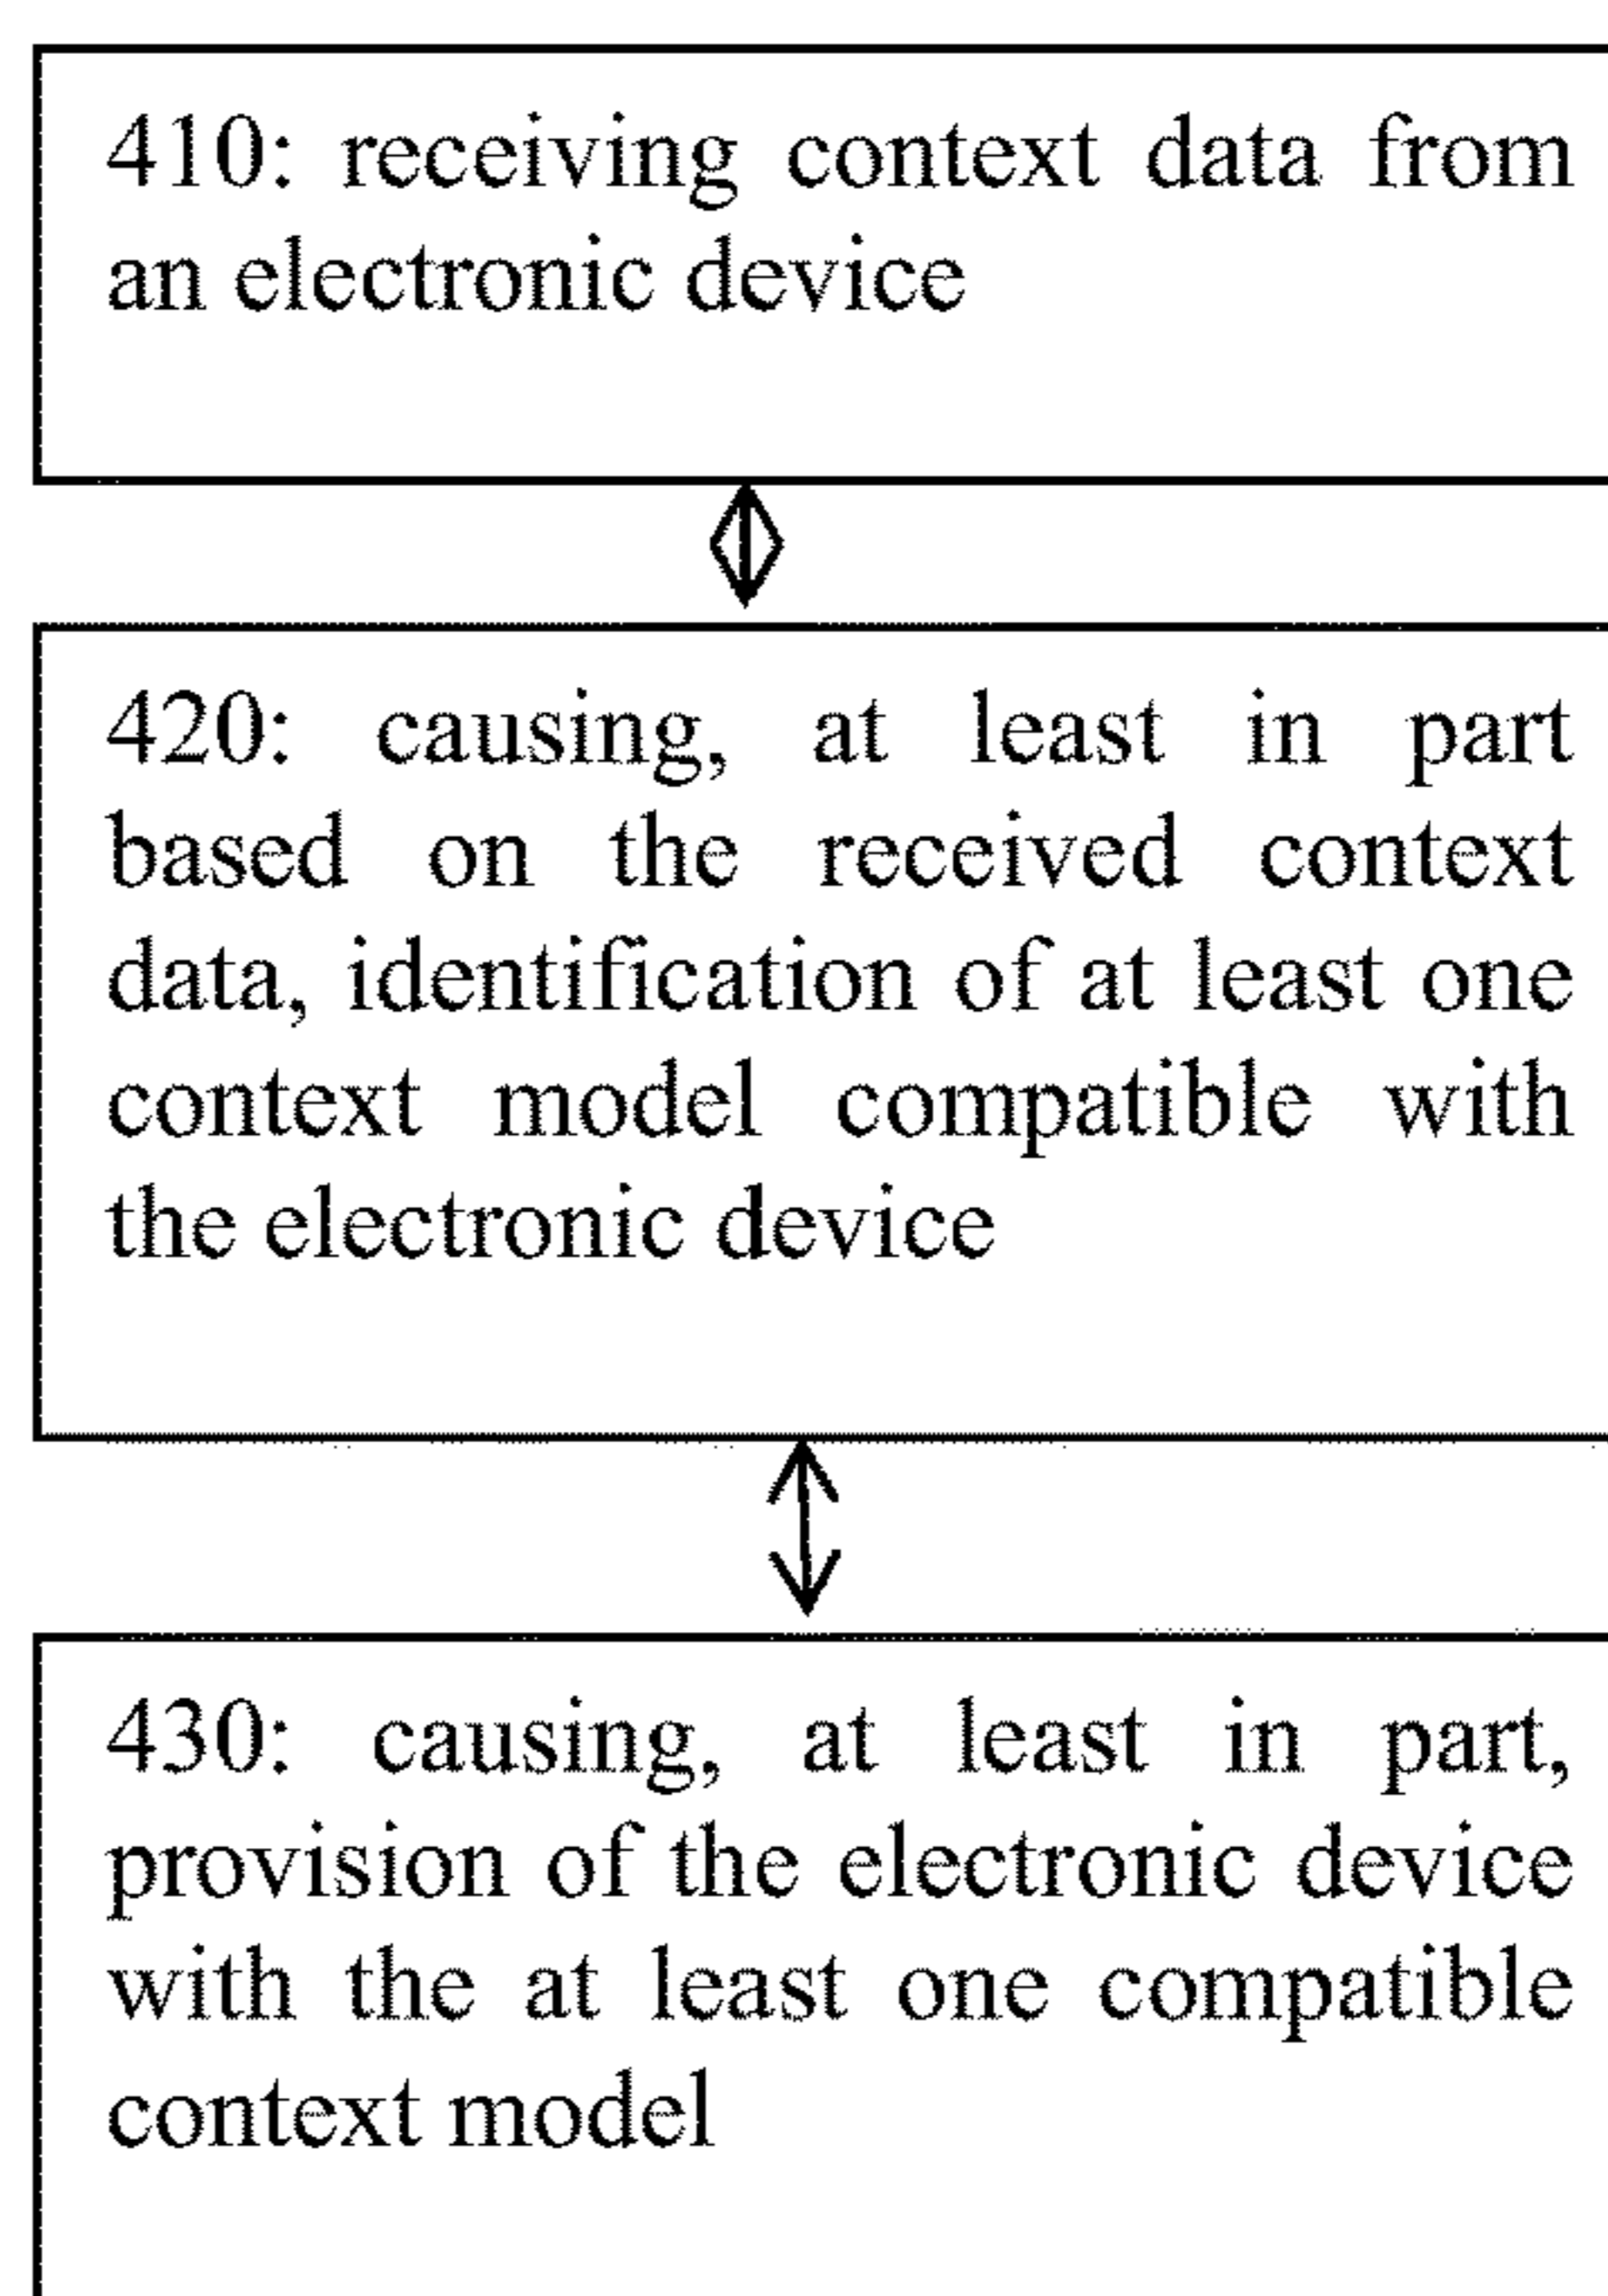 410: receiving context data from
an electronic device
420: causing, at least in part
based on the received context
data, identification of at least one
context model compatible with
the electronic device
430: causing, at least in part,
provision of the electronic device
with the at least one compatible
context model